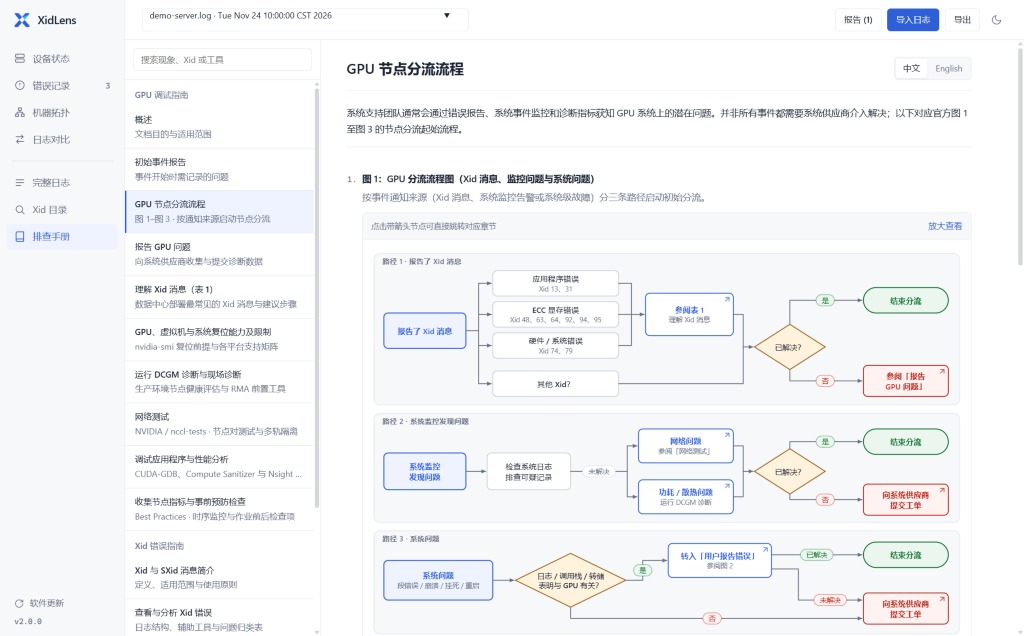 XidLens
demo-server.log · Tue Nov 24 10:00:00 CST 2026
报告 (1)
导入日志
导出
设备状态
错误记录
3
机器拓扑
日志对比
完整日志
Xid 目录
排查手册
软件更新
v2.0.0
搜索现象、Xid 或工具
GPU 调试指南
概述
文档目的与适用范围
初始事件报告
事件开始时需记录的问题
GPU 节点分流流程
图 1–图 3 · 按通知来源启动节点分流
报告 GPU 问题
向系统供应商收集与提交诊断数据
理解 Xid 消息（表 1）
数据中心部署最常见的 Xid 消息与建议步骤
GPU、虚拟机与系统复位能力及限制
nvidia-smi 复位前提与各平台支持矩阵
运行 DCGM 诊断与现场诊断
生产环境节点健康评估与 RMA 前置工具
网络测试
NVIDIA / nccl-tests · 节点对测试与多轨隔离
调试应用程序与性能分析
CUDA-GDB、Compute Sanitizer 与 Nsight ...
收集节点指标与事前预防检查
Best Practices · 时序监控与作业前后检查项
Xid 错误指南
Xid 与 SXid 消息简介
定义、适用范围与使用原则
查看与分析 Xid 错误
日志结构、辅助工具与问题归类表
GPU 节点分流流程
中文
English
系统支持团队通常会通过错误报告、系统事件监控和诊断指标获知 GPU 系统上的潜在问题。并非所有事件都需要系统供应商介入解决；以下对应官方图 1
至图 3 的节点分流起始流程。
1. 图 1：GPU 分流流程图（Xid 消息、监控问题与系统问题）
按事件通知来源（Xid 消息、系统监控告警或系统级故障）分三条路径启动初始分流。
点击带箭头节点可直接跳转对应章节
放大查看
路径 1 · 报告了 Xid 消息
报告了 Xid 消息
应用程序错误
Xid 13、31
ECC 显存错误
Xid 48、63、64、92、94、95
硬件 / 系统错误
Xid 74、79
其他 Xid?
参阅表 1
理解 Xid 消息
已解决?
是
结束分流
否
参阅「报告
GPU 问题」
路径 2 · 系统监控发现问题
系统监控
发现问题
检查系统日志
排查可疑记录
未解决
网络问题
参阅「网络测试」
功耗 / 散热问题
运行 DCGM 诊断
已解决?
是
结束分流
否
向系统供应商
提交工单
路径 3 · 系统问题
系统问题
段错误 / 崩溃 / 挂死 / 重启
日志 / 调用栈 / 转储
表明与 GPU 有关?
是
转入「用户报告错误」
参阅图 2
已解决
结束分流
未解决
否
向系统供应商
提交工单